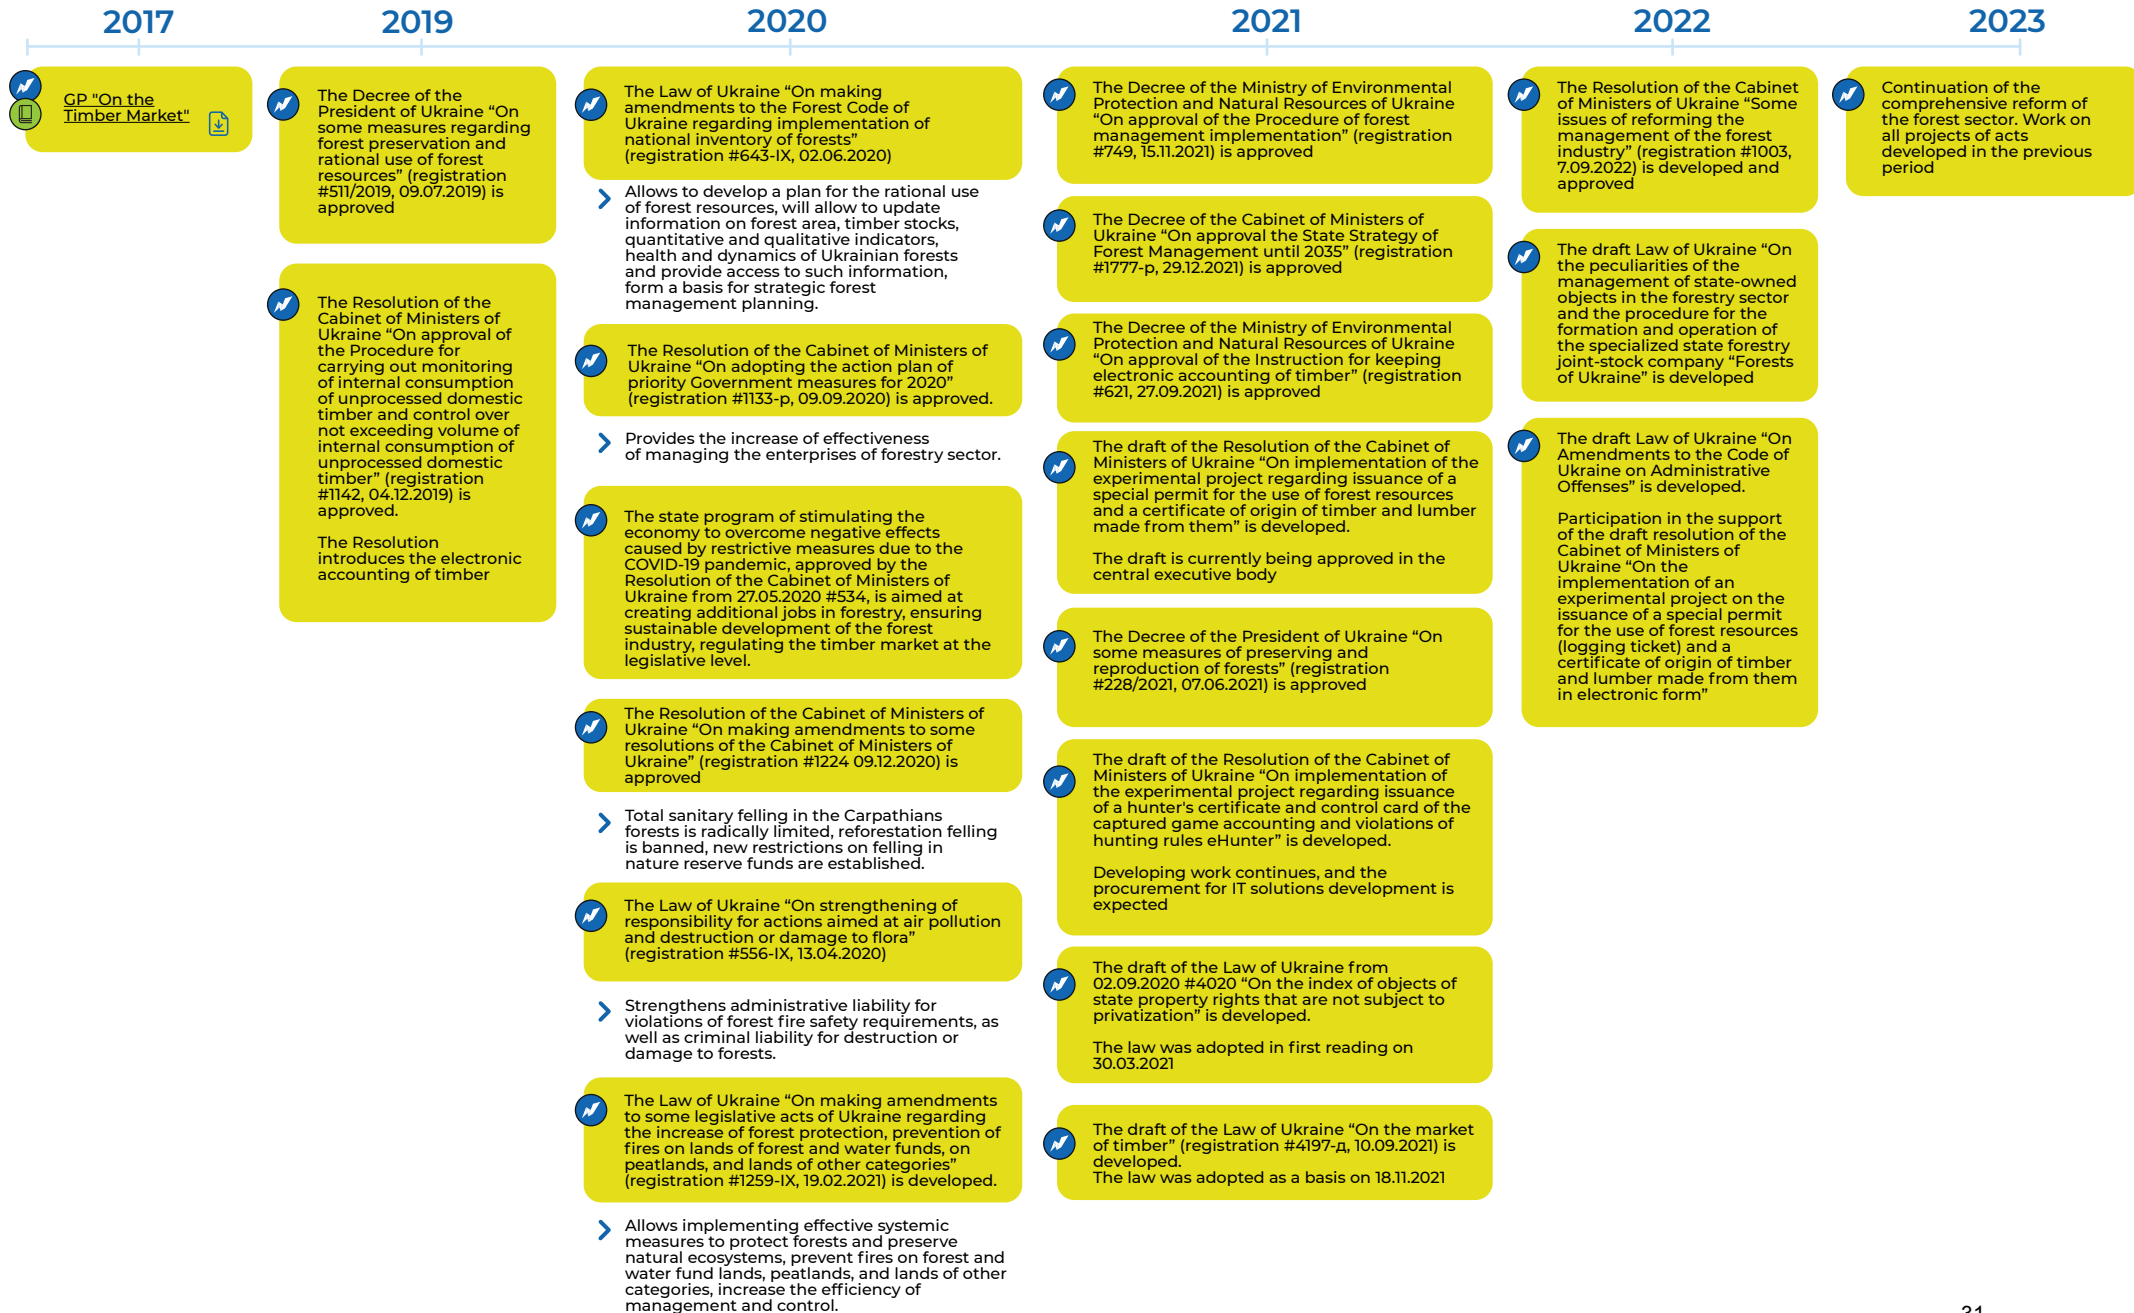 2017
2019
2020
2021
2022
2023
GP "On the
Timber Market"
The Decree of the
President of Ukraine “On
some measures regarding
forest preservation and
rational use of forest
resources” (registration
#511/2019, 09.07.2019) is
approved
The Resolution of the
Cabinet of Ministers of
Ukraine “On approval of
the Procedure for
carrying out monitoring
of internal consumption
of unprocessed domestic
timber and control over
not exceeding volume of
internal consumption of
unprocessed domestic
timber” (registration
#1142, 04.12.2019) is
approved.
The Resolution
introduces the electronic
accounting of timber
The Law of Ukraine “On making
amendments to the Forest Code of
Ukraine regarding implementation of
national inventory of forests”
(registration #643-IX, 02.06.2020)
Allows to develop a plan for the rational use
of forest resources, will allow to update
information on forest area, timber stocks,
quantitative and qualitative indicators,
health and dynamics of Ukrainian forests
and provide access to such information,
form a basis for strategic forest
management planning.
The Resolution of the Cabinet of Ministers of
Ukraine “On adopting the action plan of
priority Government measures for 2020”
(registration #1133-p, 09.09.2020) is approved.
Provides the increase of effectiveness
of managing the enterprises of forestry sector.
The state program of stimulating the
economy to overcome negative effects
caused by restrictive measures due to the
COVID-19 pandemic, approved by the
Resolution of the Cabinet of Ministers of
Ukraine from 27.05.2020 #534, is aimed at
creating additional jobs in forestry, ensuring
sustainable development of the forest
industry, regulating the timber market at the
legislative level.
The Resolution of the Cabinet of Ministers of
Ukraine “On making amendments to some
resolutions of the Cabinet of Ministers of
Ukraine” (registration #1224 09.12.2020) is
approved
Total sanitary felling in the Carpathians
forests is radically limited, reforestation felling
is banned, new restrictions on felling in
nature reserve funds are established.
The Law of Ukraine “On strengthening of
responsibility for actions aimed at air pollution
and destruction or damage to flora”
(registration #556-IX, 13.04.2020)
Strengthens administrative liability for
violations of forest fire safety requirements, as
well as criminal liability for destruction or
damage to forests.
The Law of Ukraine “On making amendments
to some legislative acts of Ukraine regarding
the increase of forest protection, prevention of
fires on lands of forest and water funds, on
peatlands, and lands of other categories”
(registration #1259-IX, 19.02.2021) is developed.
Allows implementing effective systemic
measures to protect forests and preserve
natural ecosystems, prevent fires on forest and
water fund lands, peatlands, and lands of other
categories, increase the efficiency of
management and control.
The Decree of the Ministry of Environmental
Protection and Natural Resources of Ukraine
“On approval of the Procedure of forest
management implementation” (registration
#749, 15.11.2021) is approved
The Decree of the Cabinet of Ministers of
Ukraine “On approval the State Strategy of
Forest Management until 2035” (registration
#1777-p, 29.12.2021) is approved
The Decree of the Ministry of Environmental
Protection and Natural Resources of Ukraine
“On approval of the Instruction for keeping
electronic accounting of timber” (registration
#621, 27.09.2021) is approved
The draft of the Resolution of the Cabinet of
Ministers of Ukraine “On implementation of the
experimental project regarding issuance of a
special permit for the use of forest resources
and a certificate of origin of timber and lumber
made from them” is developed.
The draft is currently being approved in the
central executive body
The Decree of the President of Ukraine “On
some measures of preserving and
reproduction of forests” (registration
#228/2021, 07.06.2021) is approved
The draft of the Resolution of the Cabinet of
Ministers of Ukraine “On implementation of
the experimental project regarding issuance
of a hunter's certificate and control card of the
captured game accounting and violations of
hunting rules eHunter” is developed.
Developing work continues, and the
procurement for IT solutions development is
expected
The draft of the Law of Ukraine from
02.09.2020 #4020 “On the index of objects of
state property rights that are not subject to
privatization” is developed.
The law was adopted in first reading on
30.03.2021
The draft of the Law of Ukraine “On the market
of timber” (registration #4197-д, 10.09.2021) is
developed.
The law was adopted as a basis on 18.11.2021
The Resolution of the Cabinet
of Ministers of Ukraine “Some
issues of reforming the
management of the forest
industry” (registration #1003,
7.09.2022) is developed and
approved
The draft Law of Ukraine “On
the peculiarities of the
management of state-owned
objects in the forestry sector
and the procedure for the
formation and operation of
the specialized state forestry
joint-stock company “Forests
of Ukraine” is developed
The draft Law of Ukraine “On
Amendments to the Code of
Ukraine on Administrative
Offenses” is developed.
Participation in the support
of the draft resolution of the
Cabinet of Ministers of
Ukraine “On the
implementation of an
experimental project on the
issuance of a special permit
for the use of forest resources
(logging ticket) and a
certificate of origin of timber
and lumber made from them
in electronic form”
Continuation of the
comprehensive reform of
the forest sector. Work on
all projects of acts
developed in the previous
period
31